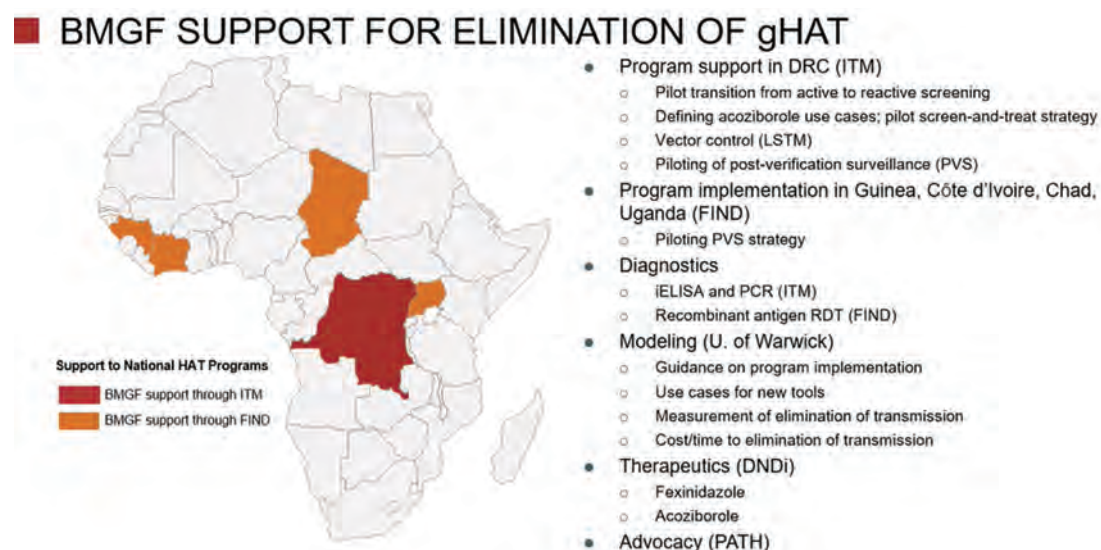 BMGF SUPPORT FOR ELIMINATION OF gHAT
• Program support in DRC (ITM)
○ Pilot transition from active to reactive screening
○ Defining acoziborole use cases; pilot screen-and-treat strategy
○ Vector control (LSTM)
○ Piloting of post-verification surveillance (PVS)
• Program implementation in Guinea, Côte d'Ivoire, Chad,
Uganda (FIND)
○ Piloting PVS strategy
• Diagnostics
○ iELISA and PCR (ITM)
○ Recombinant antigen RDT (FIND)
• Modeling (U. of Warwick)
○ Guidance on program implementation
○ Use cases for new tools
○ Measurement of elimination of transmission
○ Cost/time to elimination of transmission
• Therapeutics (DNDi)
○ Fexinidazole
○ Acoziborole
• Advocacy (PATH)
Support to National HAT Programs
BMGF support through ITM
BMGF support through FIND